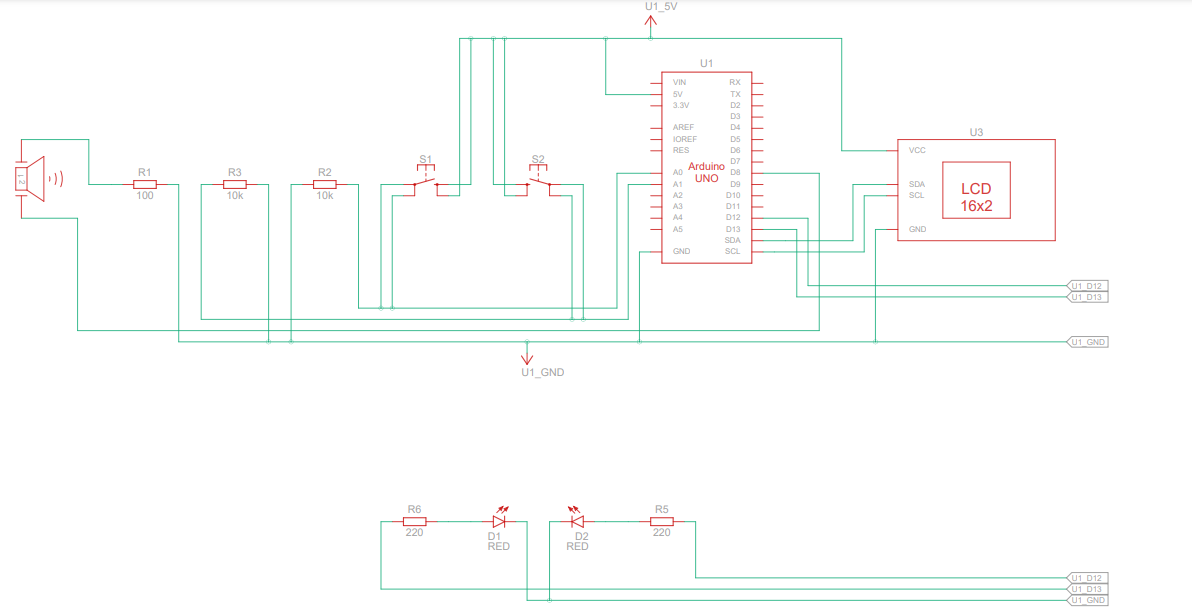 U1_5V
U1
VIN
RX
5V
TX
3.3V
D2
D3
AREF
D4
IOREF
D5
RES
D6
D7
Arduino
UNO
A0
D8
A1
D9
A2
D10
A3
D11
A4
D12
A5
D13
SDA
GND
SCL
U3
VCC
SDA
SCL
GND
LCD
16x2
1 2
R1
100
R3
10k
R2
10k
S1
S2
U1_D12
U1_D13
U1_GND
U1_GND
R6
220
D1
RED
D2
RED
R5
220
U1_D12
U1_D13
U1_GND